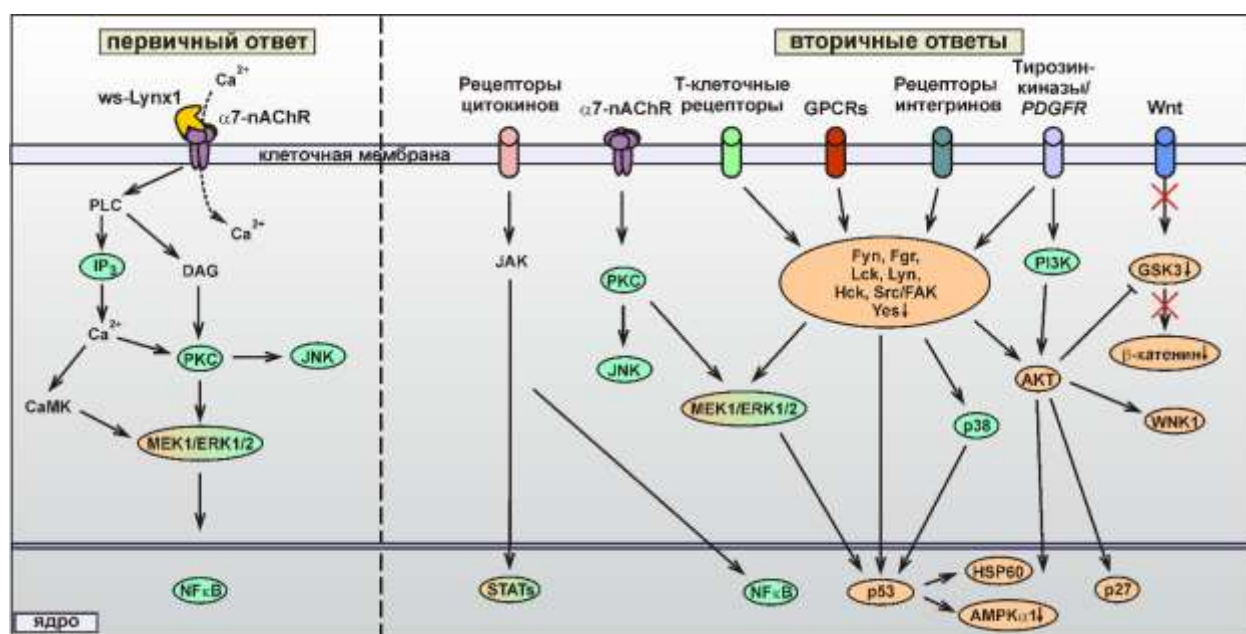 первичный ответ
вторичные ответы
ws-Lynx1
Ca²⁺
α7-nAChR
Рецепторы
цитокинов
α7-nAChR
Т-клеточные
рецепторы
GPCRs
Рецепторы
интегринов
Тирозин-
киназы/
PDGFR
Wnt
клеточная мембрана
PLC
Ca²⁺
IP₃
DAG
Ca²⁺
PKC
JNK
CaMK
MEK1/ERK1/2
NFκB
ядро
JAK
PKC
JNK
MEK1/ERK1/2
Fyn, Fgr,
Lck, Lyn,
Hck, Src/FAK
Yes↓
PI3K
GSK3↓
β-катенин↓
AKT
WNK1
p38
STATs
NFκB
p53
HSP60
AMPKα1↓
p27